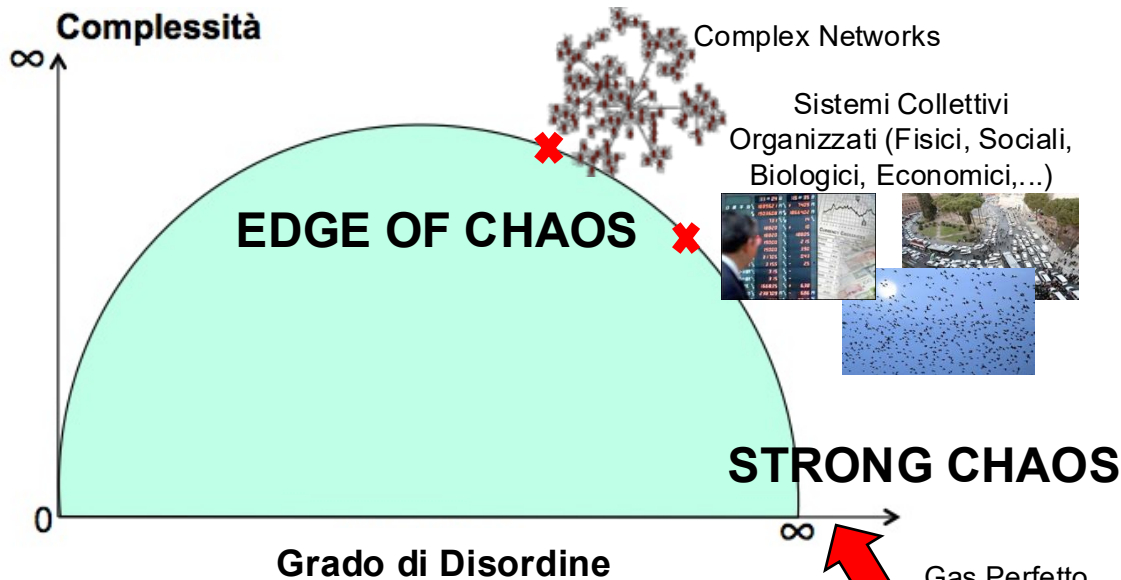 Complessità
∞
Complex Networks
Sistemi Collettivi
Organizzati (Fisici, Sociali,
Biologici, Economici,...)
EDGE OF CHAOS
STRONG CHAOS
0
∞
Grado di Disordine
Gas Perfetto